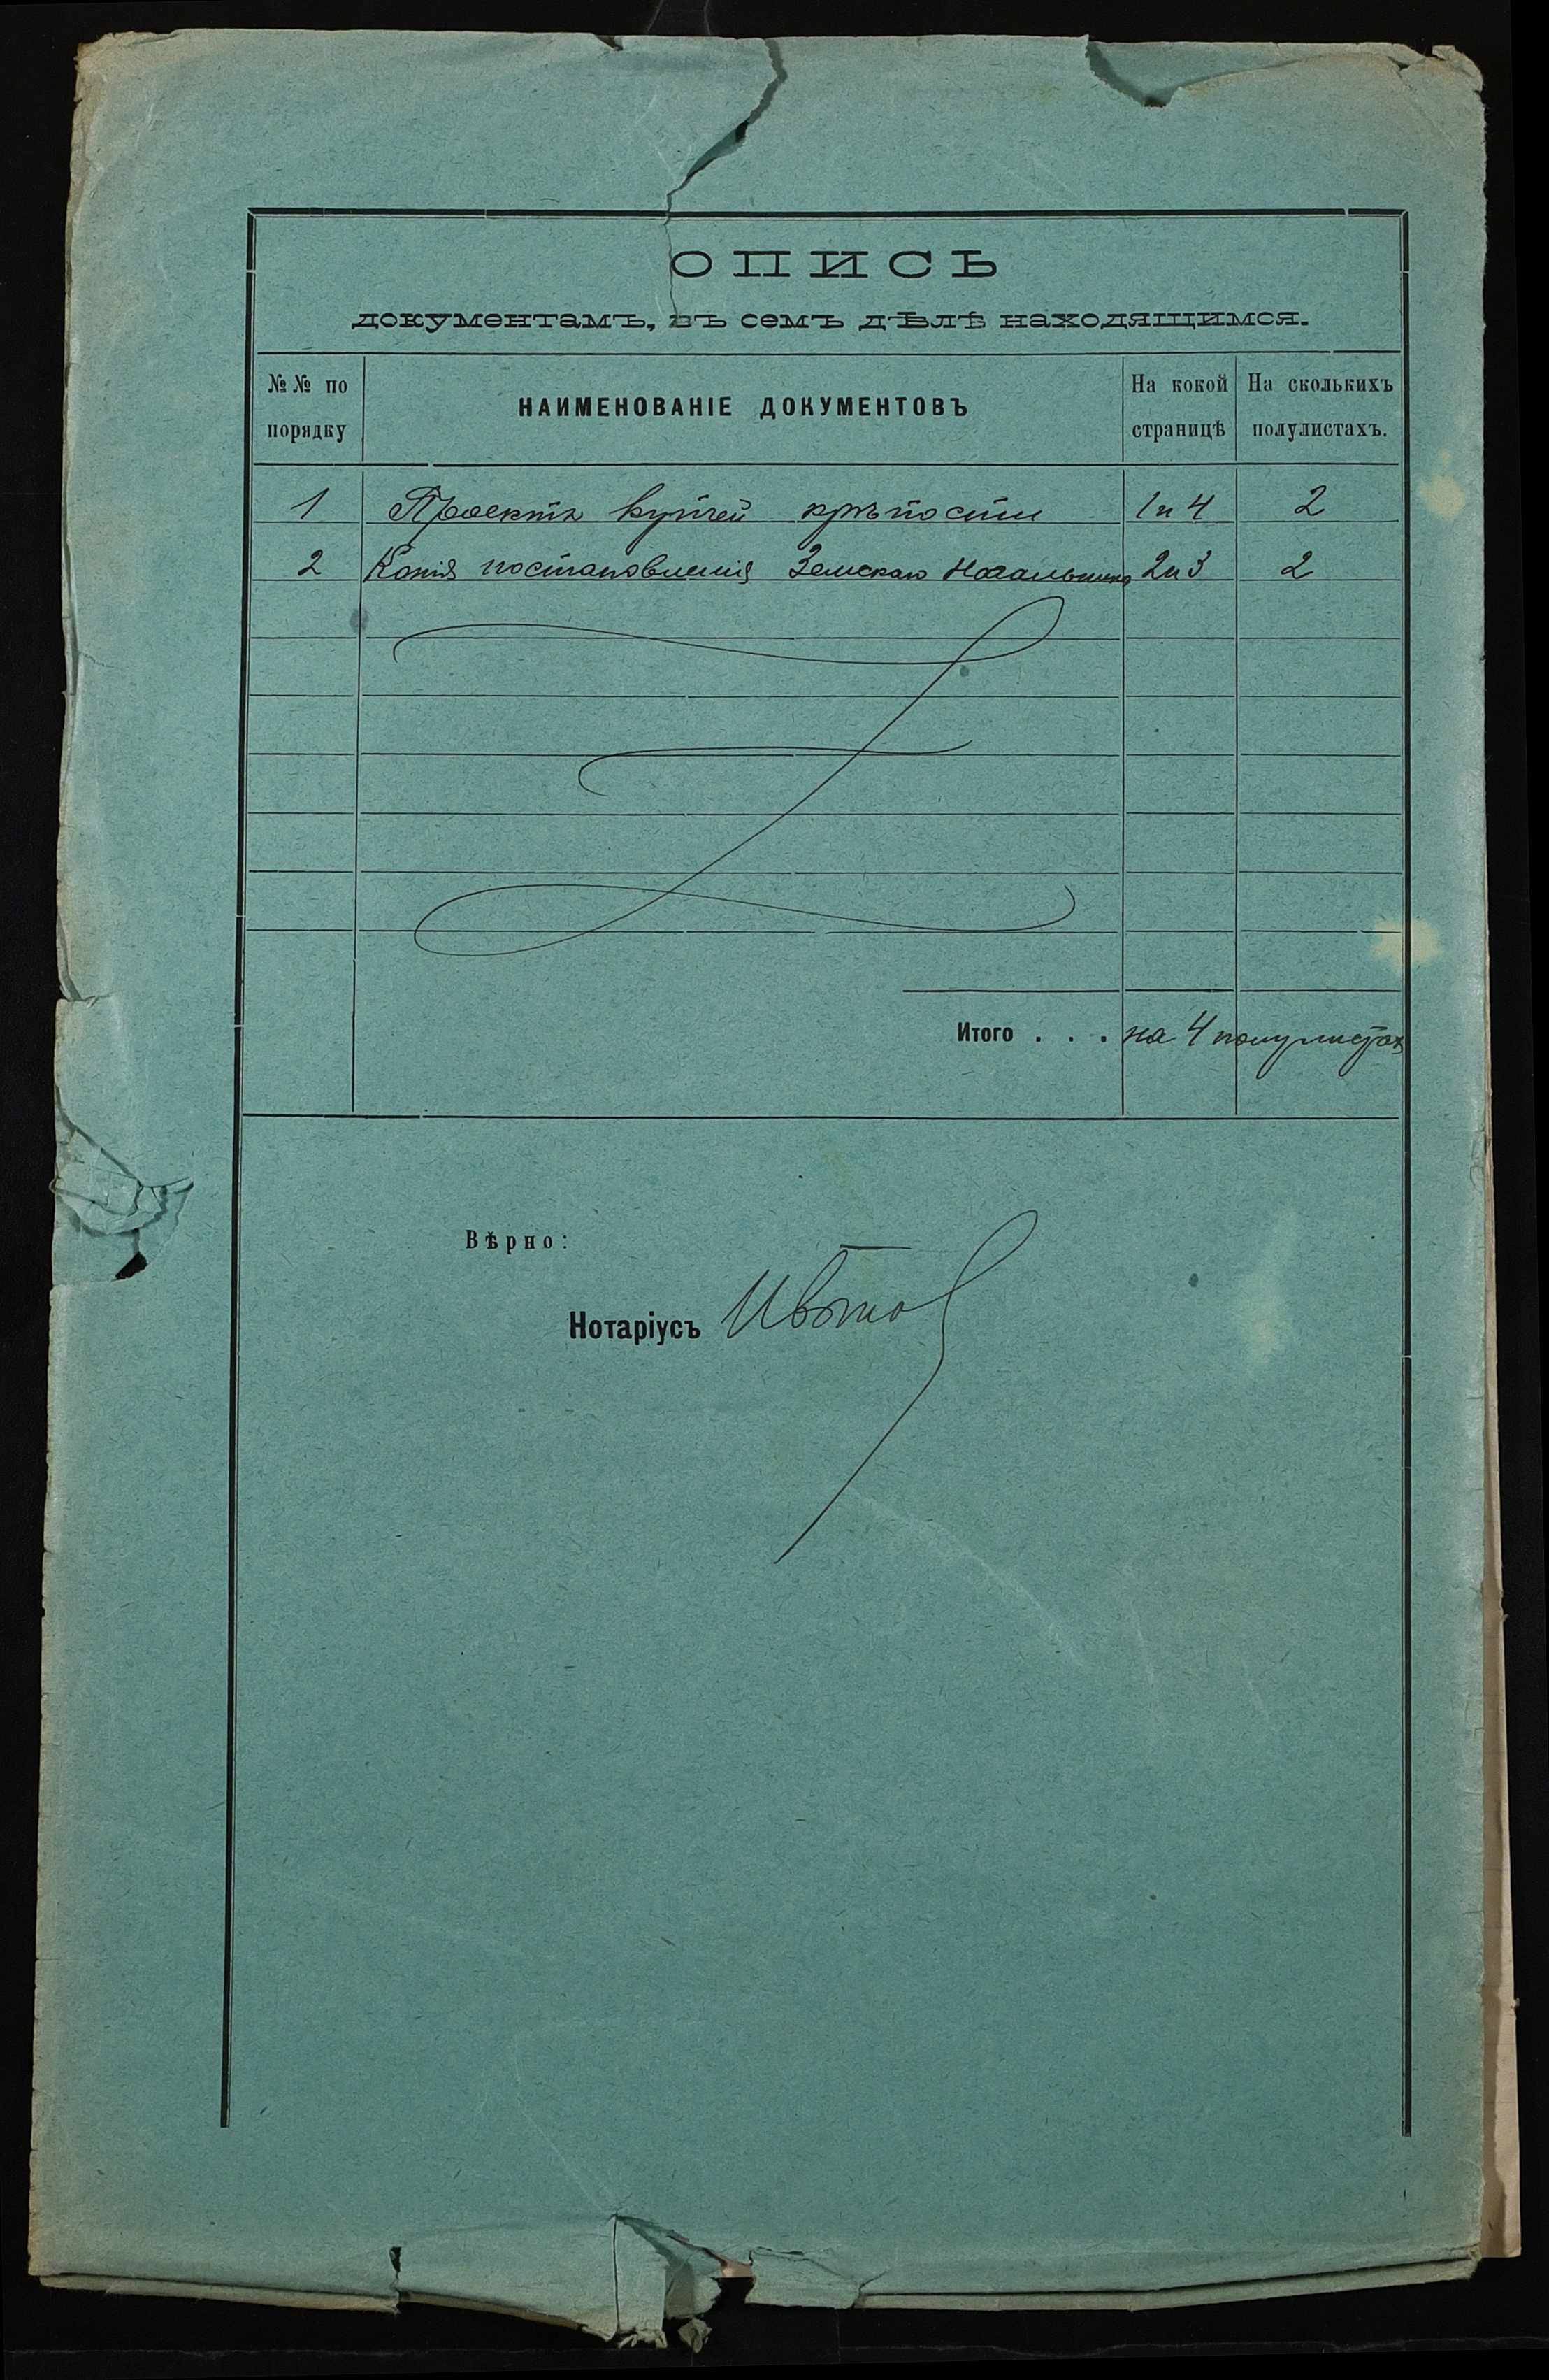 ОПИСЬ
документамъ, въ семъ дѣлѣ находящимся.
№№ по порядку
НАИМЕНОВАНІЕ ДОКУМЕНТОВЪ
На кокой страницѣ
На сколькихъ полулистахъ.
1 Проектъ купчей крѣпости 1 и 4 2
2 Копія постановленія Земскаго Начальника 2 и 3 2
Итого . . . на 4 полулистах
Вѣрно:
Нотаріусъ